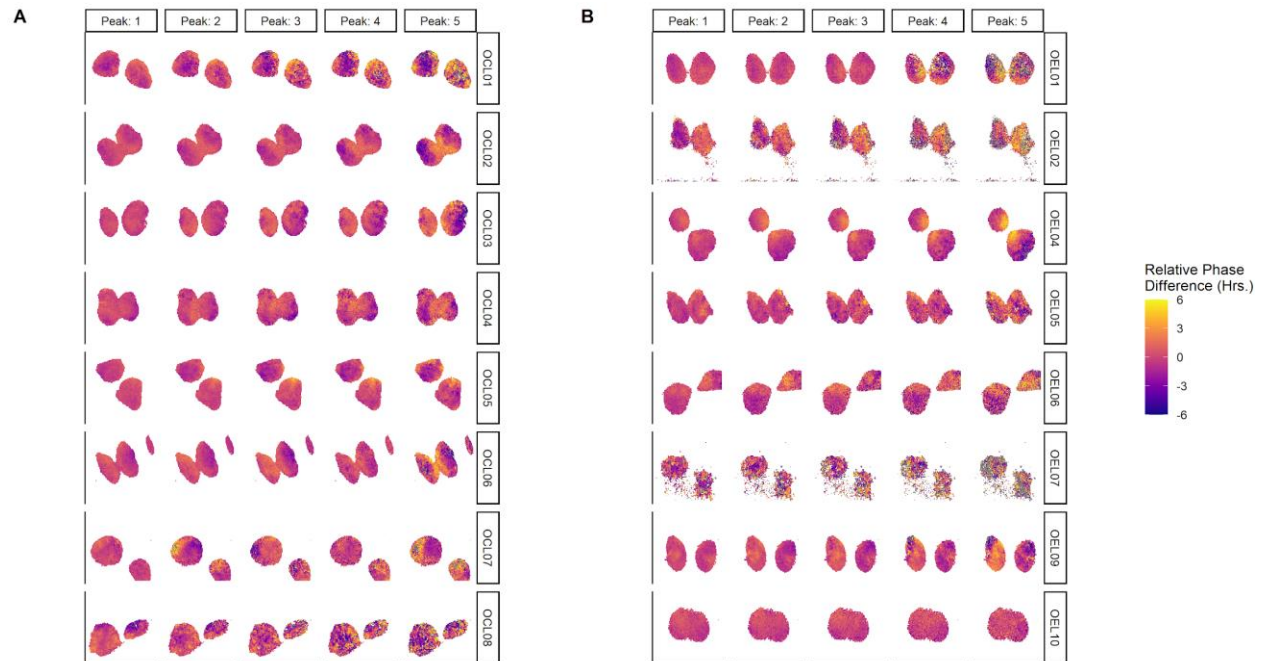 A
Peak: 1 Peak: 2 Peak: 3 Peak: 4 Peak: 5
OCL01
OCL02
OCL03
OCL04
OCL05
OCL06
OCL07
OCL08
B
Peak: 1 Peak: 2 Peak: 3 Peak: 4 Peak: 5
OEL01
OEL02
OEL04
OEL05
OEL06
OEL07
OEL09
OEL10
Relative Phase
Difference (Hrs.)
6
3
0
-3
-6